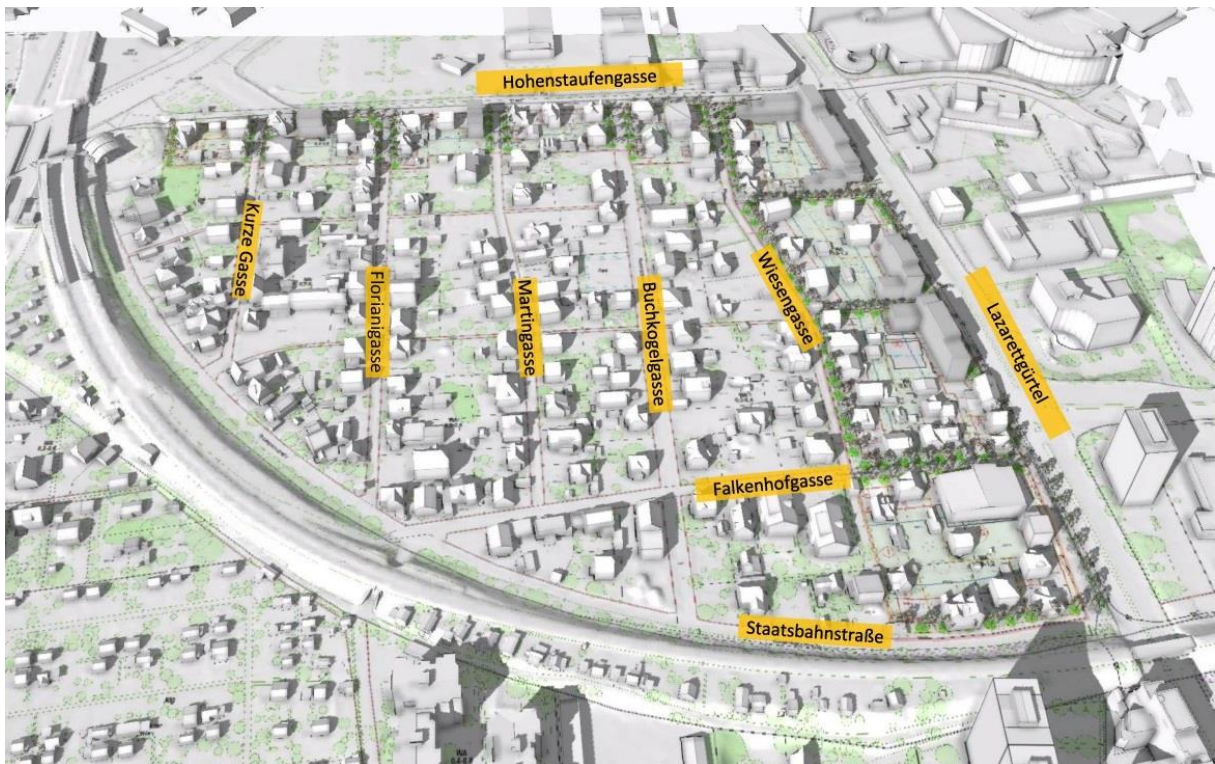 Hohenstaufengasse
Kurze Gasse
Florianigasse
Martingasse
Buchkogelgasse
Wiesengasse
Lazarettgürtel
Falkenhofgasse
Staatsbahnstraße